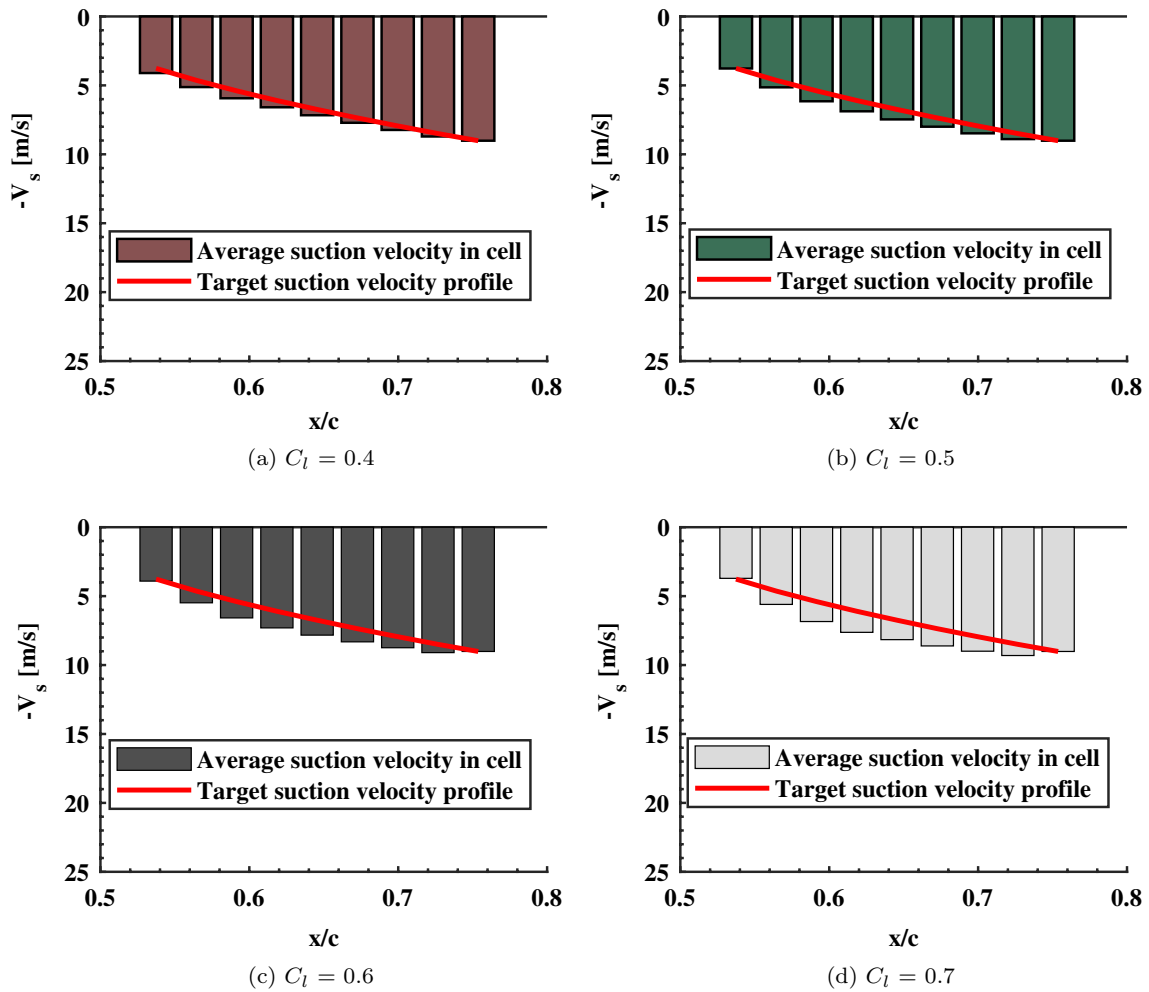 0
5
10
15
20
25
-V_s [m/s]
Average suction velocity in cell
Target suction velocity profile
0.5 0.6 0.7 0.8
x/c
(a) C_l = 0.4
0
5
10
15
20
25
-V_s [m/s]
Average suction velocity in cell
Target suction velocity profile
0.5 0.6 0.7 0.8
x/c
(b) C_l = 0.5
0
5
10
15
20
25
-V_s [m/s]
Average suction velocity in cell
Target suction velocity profile
0.5 0.6 0.7 0.8
x/c
(c) C_l = 0.6
0
5
10
15
20
25
-V_s [m/s]
Average suction velocity in cell
Target suction velocity profile
0.5 0.6 0.7 0.8
x/c
(d) C_l = 0.7